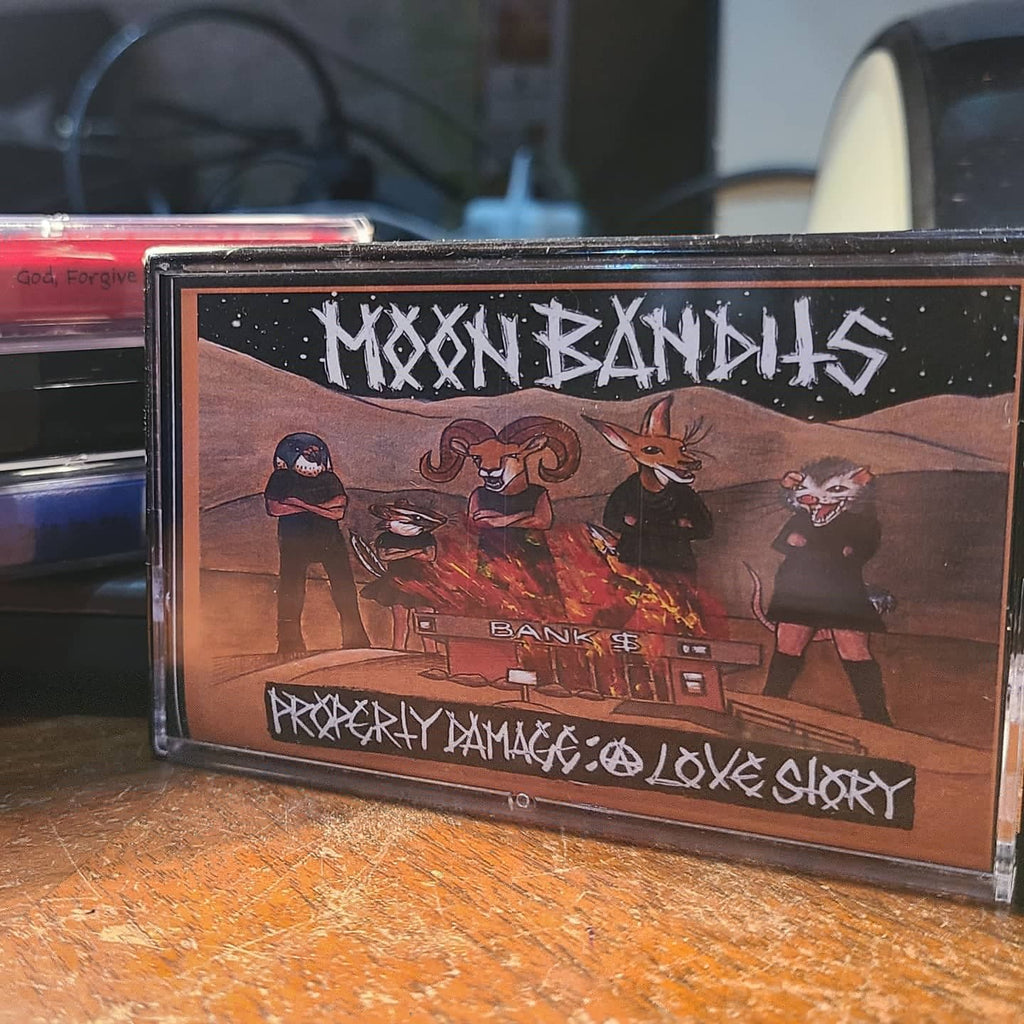 God, Forgive
MOON BANDITS
BANK $
PROPERTY DAMAGE: A LOVE STORY